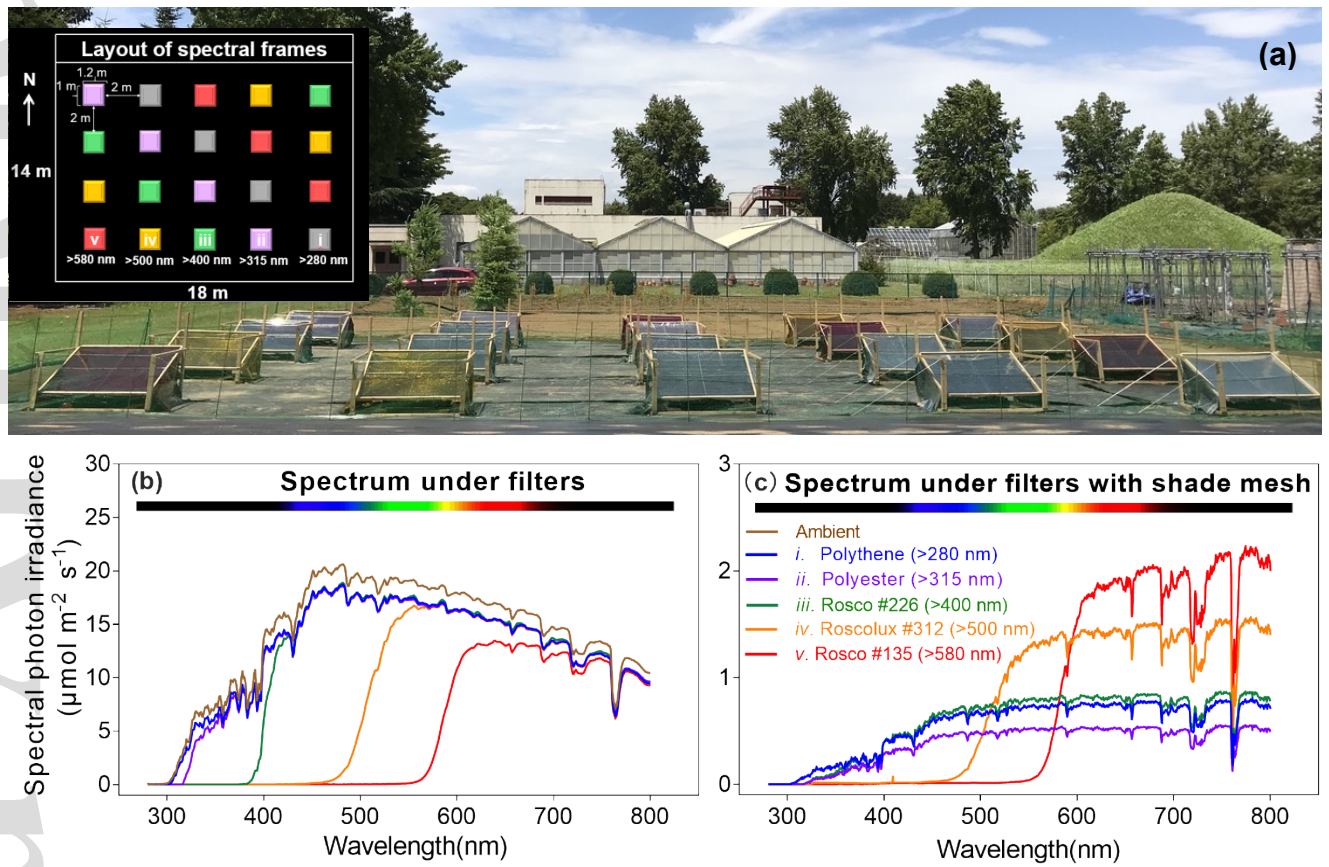 (a)
Layout of spectral frames
1.2 m
N
1 m
2 m
2 m
14 m
v iv iii ii i
>580 nm >500 nm >400 nm >315 nm >280 nm
18 m
Spectral photon irradiance
(µmol m⁻² s⁻¹)
(b) Spectrum under filters
30
25
20
15
10
5
0
300 400 500 600 700 800
Wavelength(nm)
(c) Spectrum under filters with shade mesh
Ambient
i. Polythene (>280 nm)
ii. Polyester (>315 nm)
iii. Rosco #226 (>400 nm)
iv. Roscolux #312 (>500 nm)
v. Rosco #135 (>580 nm)
3
2
1
0
300 400 500 600 700 800
Wavelength(nm)